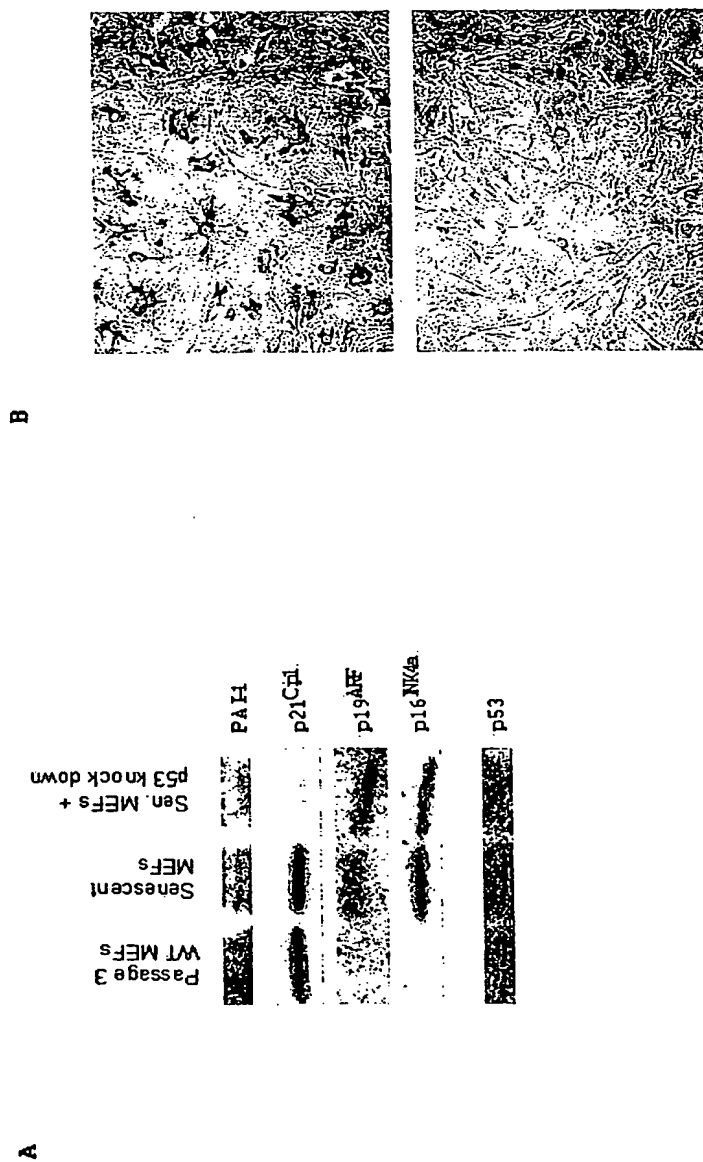 A
Passage 3
WT MEFs
Senescent
MEFs
Sen. MEFs +
p53 knock down
PAI-1
p21Cip1
p19ARF
p16INK4a
p53
B